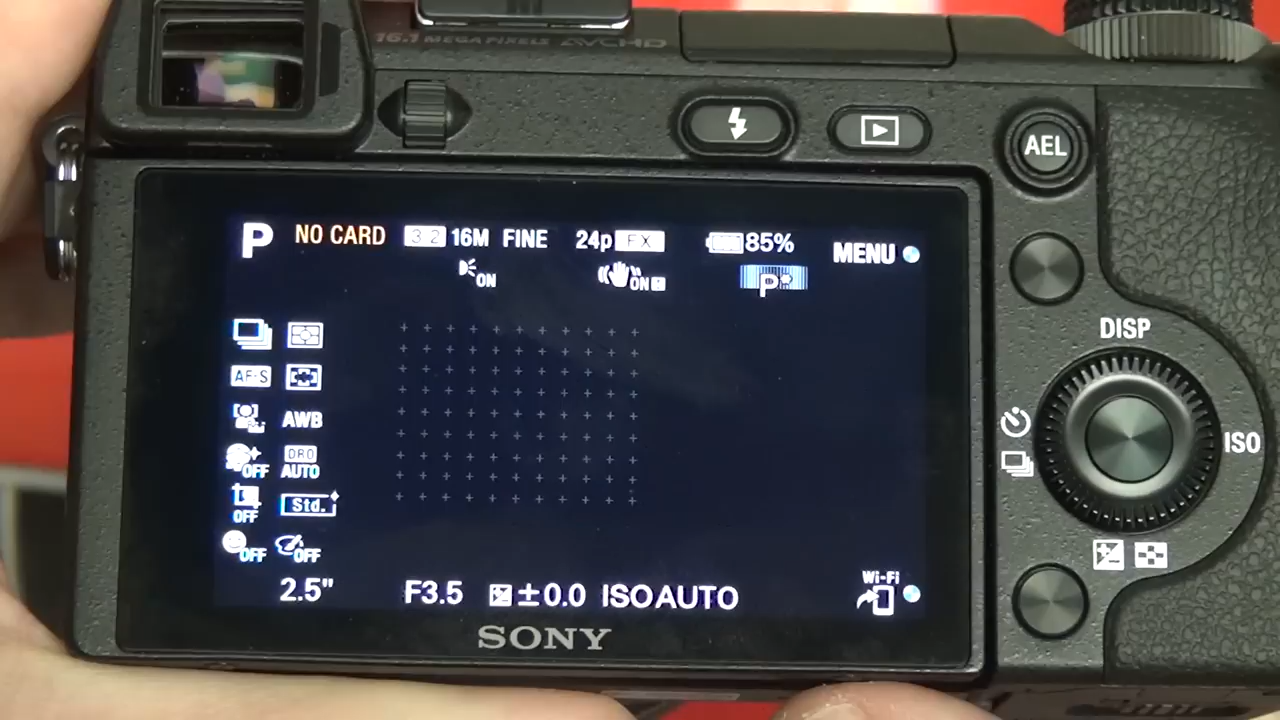 16.1 MEGA PIXELS AVCHD
AEL
P NO CARD 3:2 16M FINE 24p FX 85% MENU
ON ON P*
DISP
AF-S
AWB
ISO
OFF DRO AUTO
OFF Std.
OFF OFF
Wi-Fi
2.5" F3.5 ±0.0 ISO AUTO
SONY